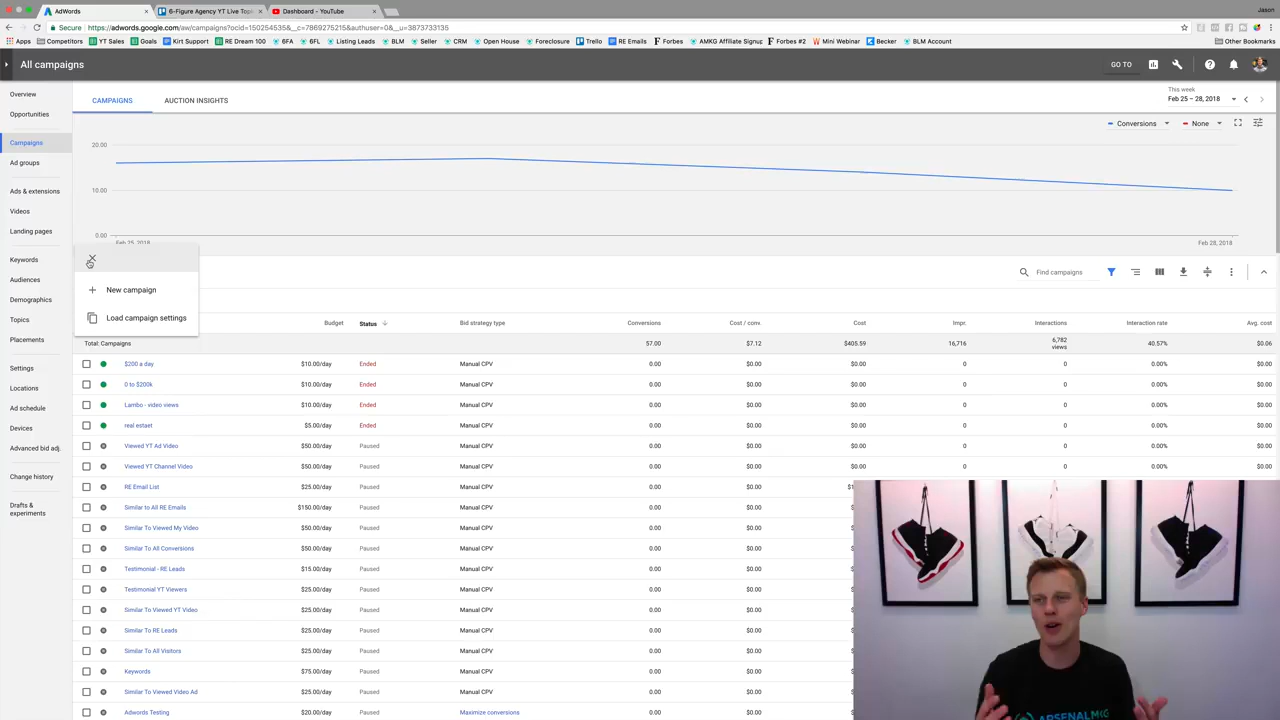 AdWords
6-Figure Agency YT Live Topi
Dashboard - YouTube
Jason
Secure
https://adwords.google.com/aw/campaigns?ocid=150254535&authuser=0&__u=3873733135
Apps
Competitors
YT Sales
Goals
Kirt Support
RE Dream 100
6FA
6FL
Listing Leads
BLM
Seller
CRM
Open House
Foreclosure
Trello
RE Emails
Forbes
AMKG Affiliate Signup
Forbes #2
Mini Webinar
Becker
BLM Account
Other Bookmarks
All campaigns
GO TO
Overview
Opportunities
Campaigns
Ad groups
Ads & extensions
Videos
Landing pages
Keywords
Audiences
Demographics
Topics
Placements
Settings
Locations
Ad schedule
Devices
Advanced bid adj.
Change history
Drafts &
experiments
CAMPAIGNS
AUCTION INSIGHTS
This week
Feb 25 – 28, 2018
Conversions
None
20.00
10.00
0.00
Feb 25, 2018
Feb 28, 2018
New campaign
Load campaign settings
Find campaigns
Budget Status Bid strategy type Conversions Cost / conv. Cost Impr. Interactions Interaction rate Avg. cost
Total: Campaigns 57.00 $7.12 $405.59 16,716 6,782 40.57% $0.06
views
$200 a day $10.00/day Ended Manual CPV 0.00 $0.00 $0.00 0 0 0.00% $0.00
0 to $200k $10.00/day Ended Manual CPV 0.00 $0.00 $0.00 0 0 0.00% $0.00
Lambo - video views $10.00/day Ended Manual CPV 0.00 $0.00 $0.00 0 0 0.00% $0.00
real estaet $5.00/day Ended Manual CPV 0.00 $0.00 $0.00 0 0 0.00% $0.00
Viewed YT Ad Video $50.00/day Paused Manual CPV 0.00 $0.00 $0.00 0 0 0.00% $0.00
Viewed YT Channel Video $50.00/day Paused Manual CPV 0.00 $0.00 $0.00 0 0 0.00% $0.00
RE Email List $25.00/day Paused Manual CPV 0.00 $0.00
Similar to All RE Emails $150.00/day Paused Manual CPV 0.00 $0.00
Similar To Viewed My Video $50.00/day Paused Manual CPV 0.00 $0.00
Similar To All Conversions $50.00/day Paused Manual CPV 0.00 $0.00
Testimonial - RE Leads $15.00/day Paused Manual CPV 0.00 $0.00
Testimonial YT Viewers $25.00/day Paused Manual CPV 0.00 $0.00
Similar To Viewed YT Video $25.00/day Paused Manual CPV 0.00 $0.00
Similar To RE Leads $25.00/day Paused Manual CPV 0.00 $0.00
Similar To All Visitors $25.00/day Paused Manual CPV 0.00 $0.00
Keywords $75.00/day Paused Manual CPV 0.00 $0.00
Similar To Viewed Video Ad $25.00/day Paused Manual CPV 0.00 $0.00
Adwords Testing $20.00/day Paused Maximize conversions 0.00 $0.00
ARSENALMKG